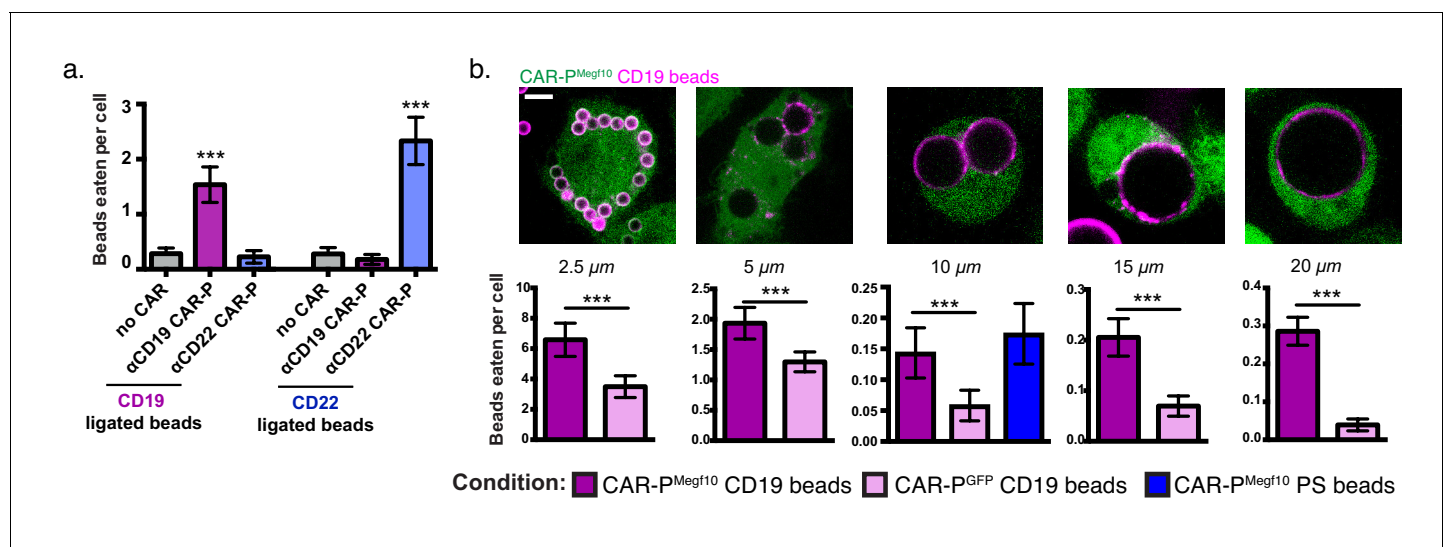 a.
Beads eaten per cell
3
2
1
0
***
***
no CAR
αCD19 CAR-P
αCD22 CAR-P
no CAR
αCD19 CAR-P
αCD22 CAR-P
CD19
ligated beads
CD22
ligated beads
b.
CAR-PMegf10 CD19 beads
2.5 µm
5 µm
10 µm
15 µm
20 µm
Beads eaten per cell
10
8
6
4
2
0
***
2.5
2.0
1.5
1.0
0.5
0.0
***
0.25
0.20
0.15
0.10
0.05
0.00
***
0.3
0.2
0.1
0.0
***
0.4
0.3
0.2
0.1
0.0
***
Condition: CAR-PMegf10 CD19 beads CAR-PGFP CD19 beads CAR-PMegf10 PS beads